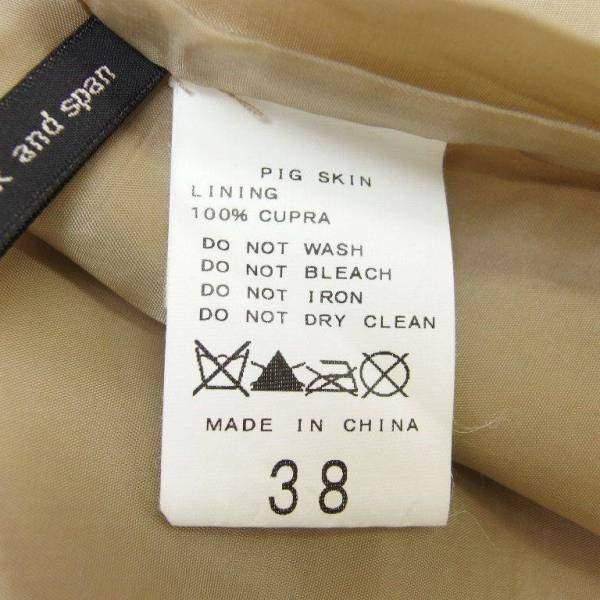 and span
PIG SKIN
LINING
100% CUPRA
DO NOT WASH
DO NOT BLEACH
DO NOT IRON
DO NOT DRY CLEAN
MADE IN CHINA
38